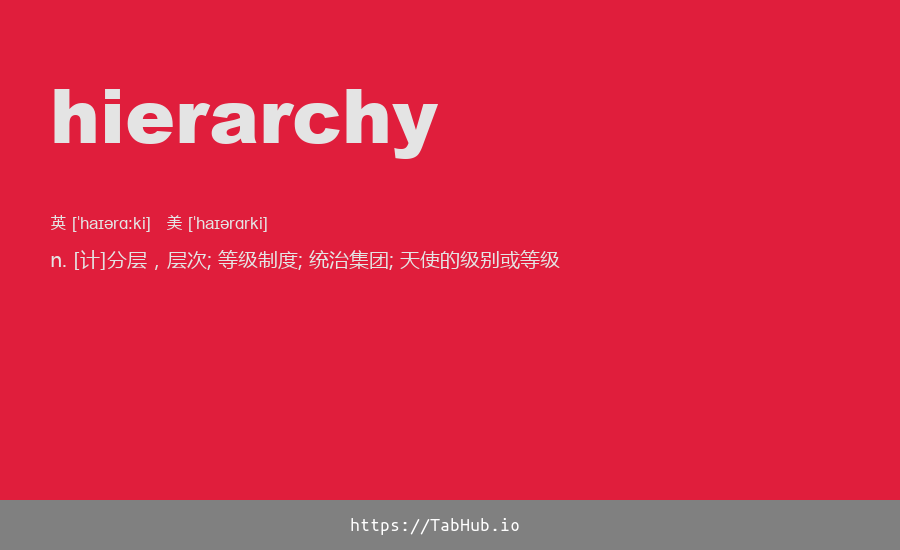 hierarchy
英 [ˈhaɪərɑːki] 美 [ˈhaɪərɑrki]
n. [计]分层，层次; 等级制度; 统治集团; 天使的级别或等级
https://TabHub.io